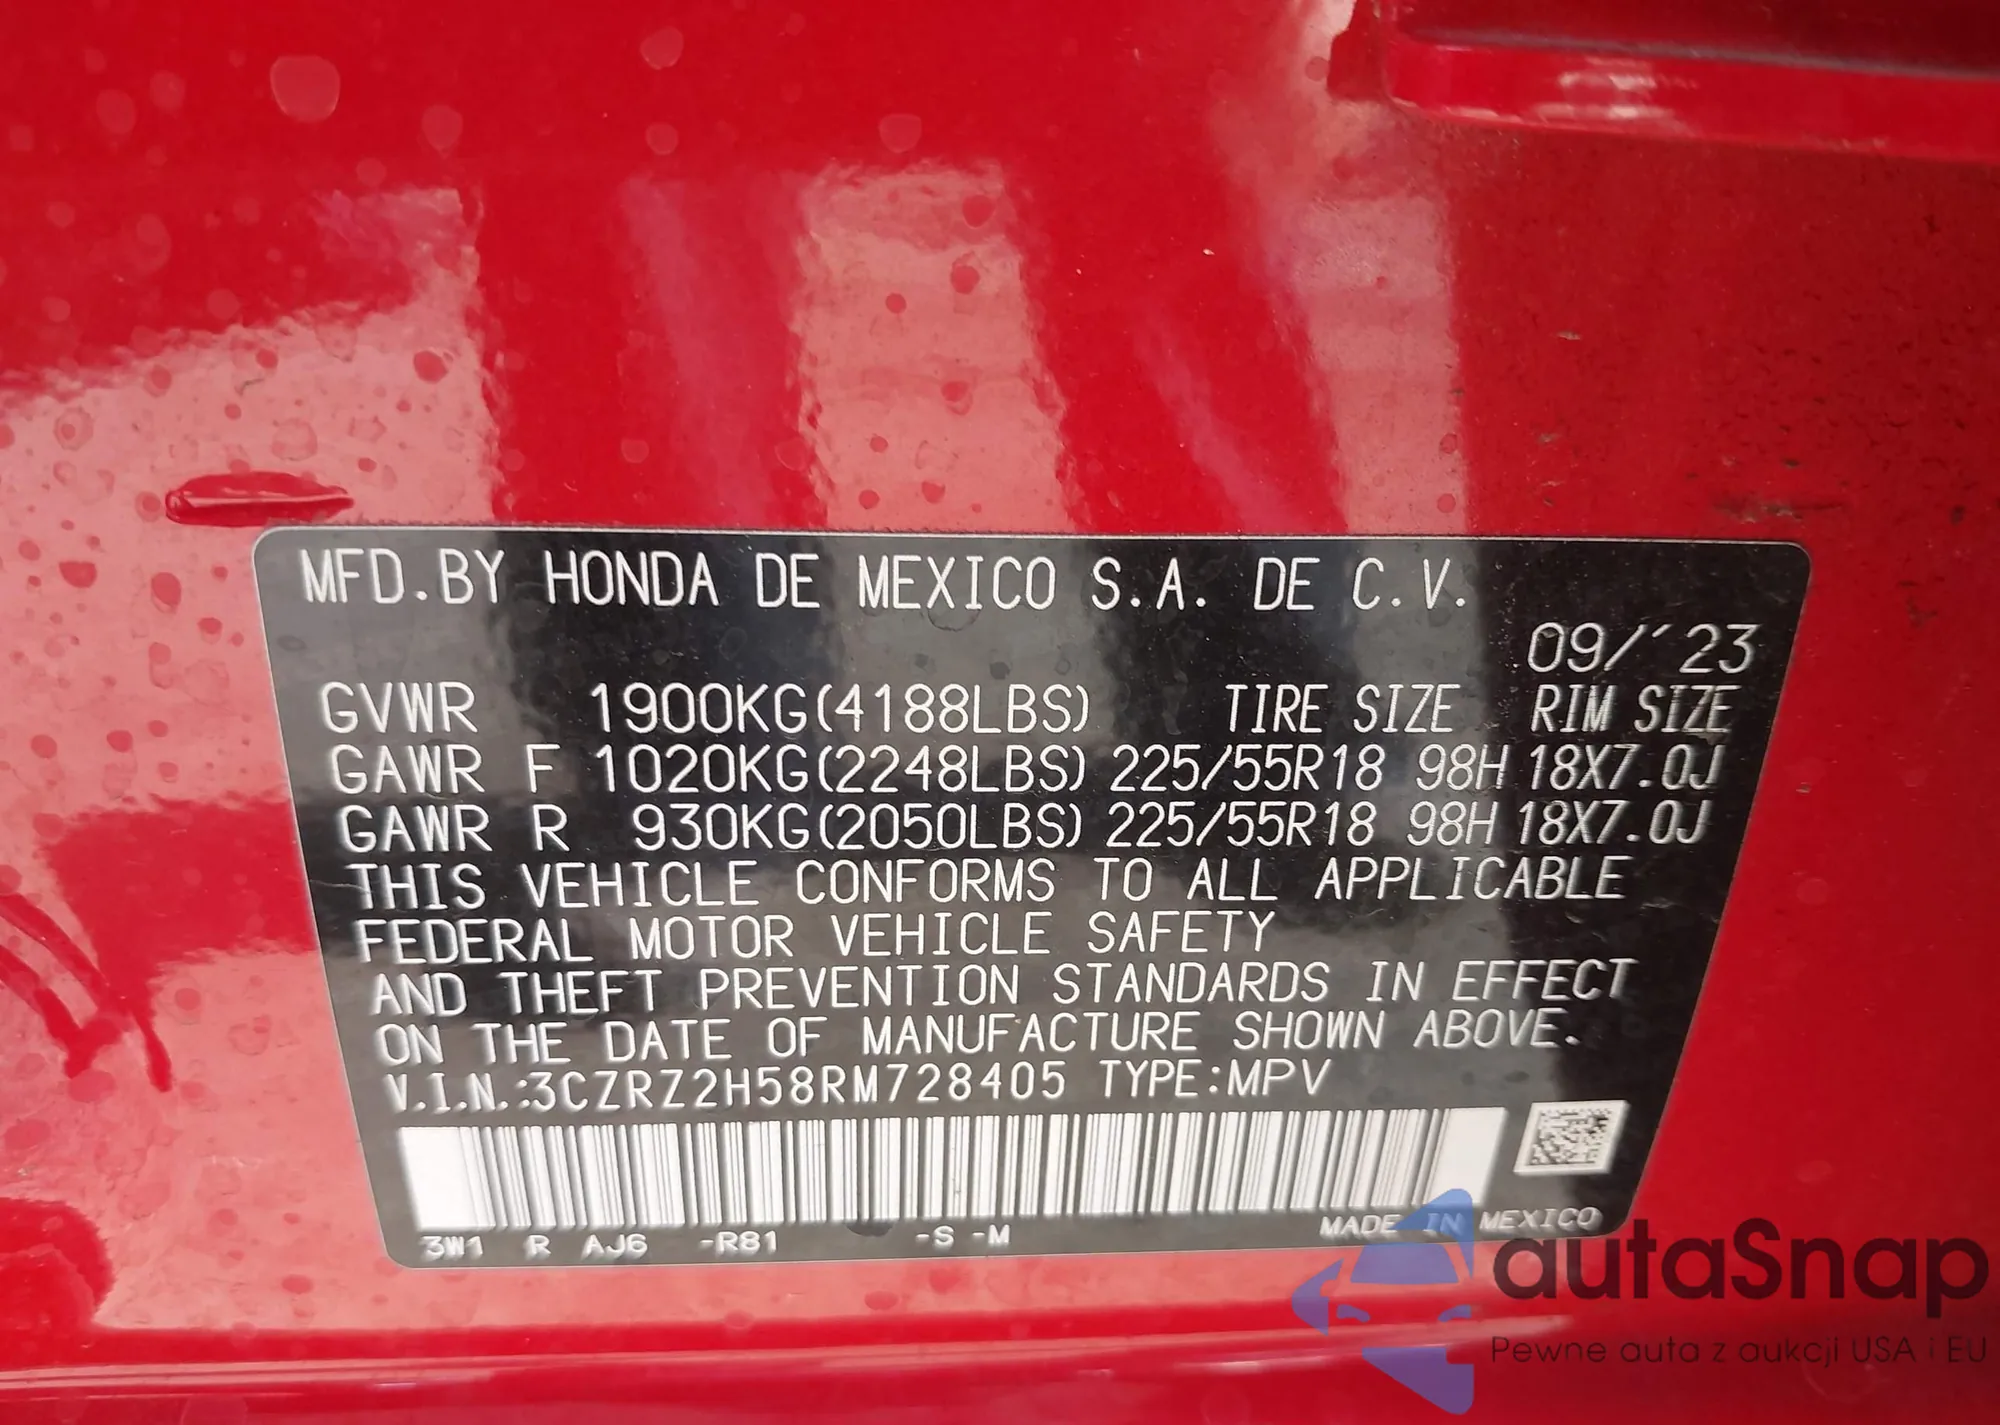 MFD.BY HONDA DE MEXICO S.A. DE C.V.
09/'23
GVWR 1900KG(4188LBS) TIRE SIZE RIM SIZE
GAWR F 1020KG(2248LBS) 225/55R18 98H 18X7.0J
GAWR R 930KG(2050LBS) 225/55R18 98H 18X7.0J
THIS VEHICLE CONFORMS TO ALL APPLICABLE
FEDERAL MOTOR VEHICLE SAFETY
AND THEFT PREVENTION STANDARDS IN EFFECT
ON THE DATE OF MANUFACTURE SHOWN ABOVE.
V.I.N.:3CZRZ2H58RM728405 TYPE:MPV
3W1 R AJ6 -R81 -S -M MADE IN MEXICO
autaSnap
Pewne auta z aukcji USA i EU